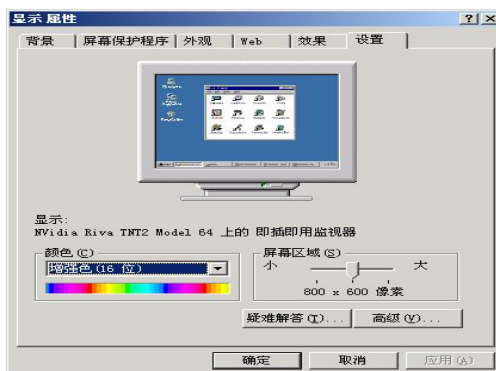 显示 属性
背景 屏幕保护程序 外观 Web 效果 设置
显示:
NVidia Riva TNT2 Model 64 上的 即插即用监视器
颜色(C)
增强色(16 位)
屏幕区域(S)
小 大
800 x 600 像素
疑难解答(T)... 高级(V)...
确定 取消 应用(A)